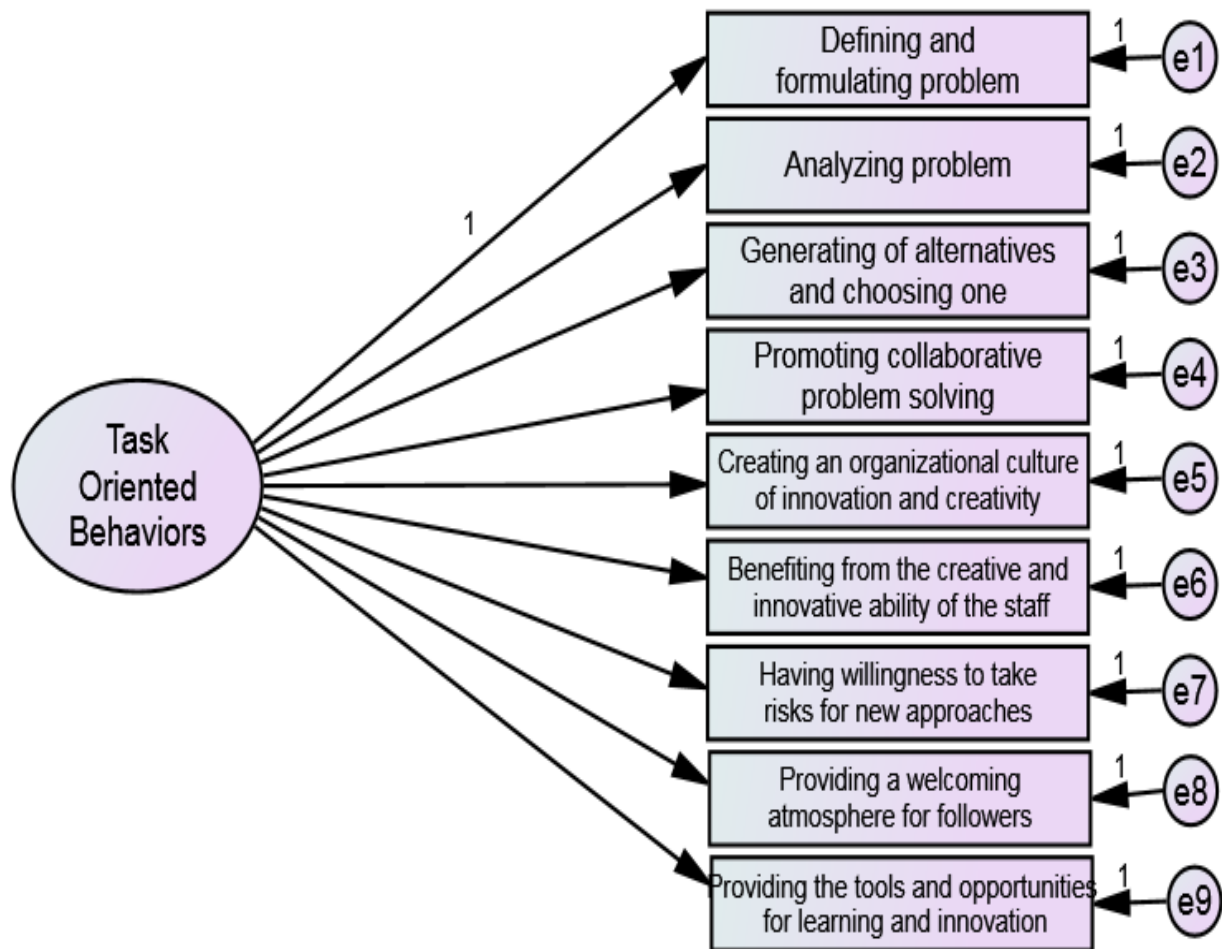 Defining and
formulating problem
1
e1
Analyzing problem
1
e2
1
Generating of alternatives
and choosing one
1
e3
Promoting collaborative
problem solving
1
e4
Task
Oriented
Behaviors
Creating an organizational culture
of innovation and creativity
1
e5
Benefiting from the creative and
innovative ability of the staff
1
e6
Having willingness to take
risks for new approaches
1
e7
Providing a welcoming
atmosphere for followers
1
e8
Providing the tools and opportunities
for learning and innovation
1
e9